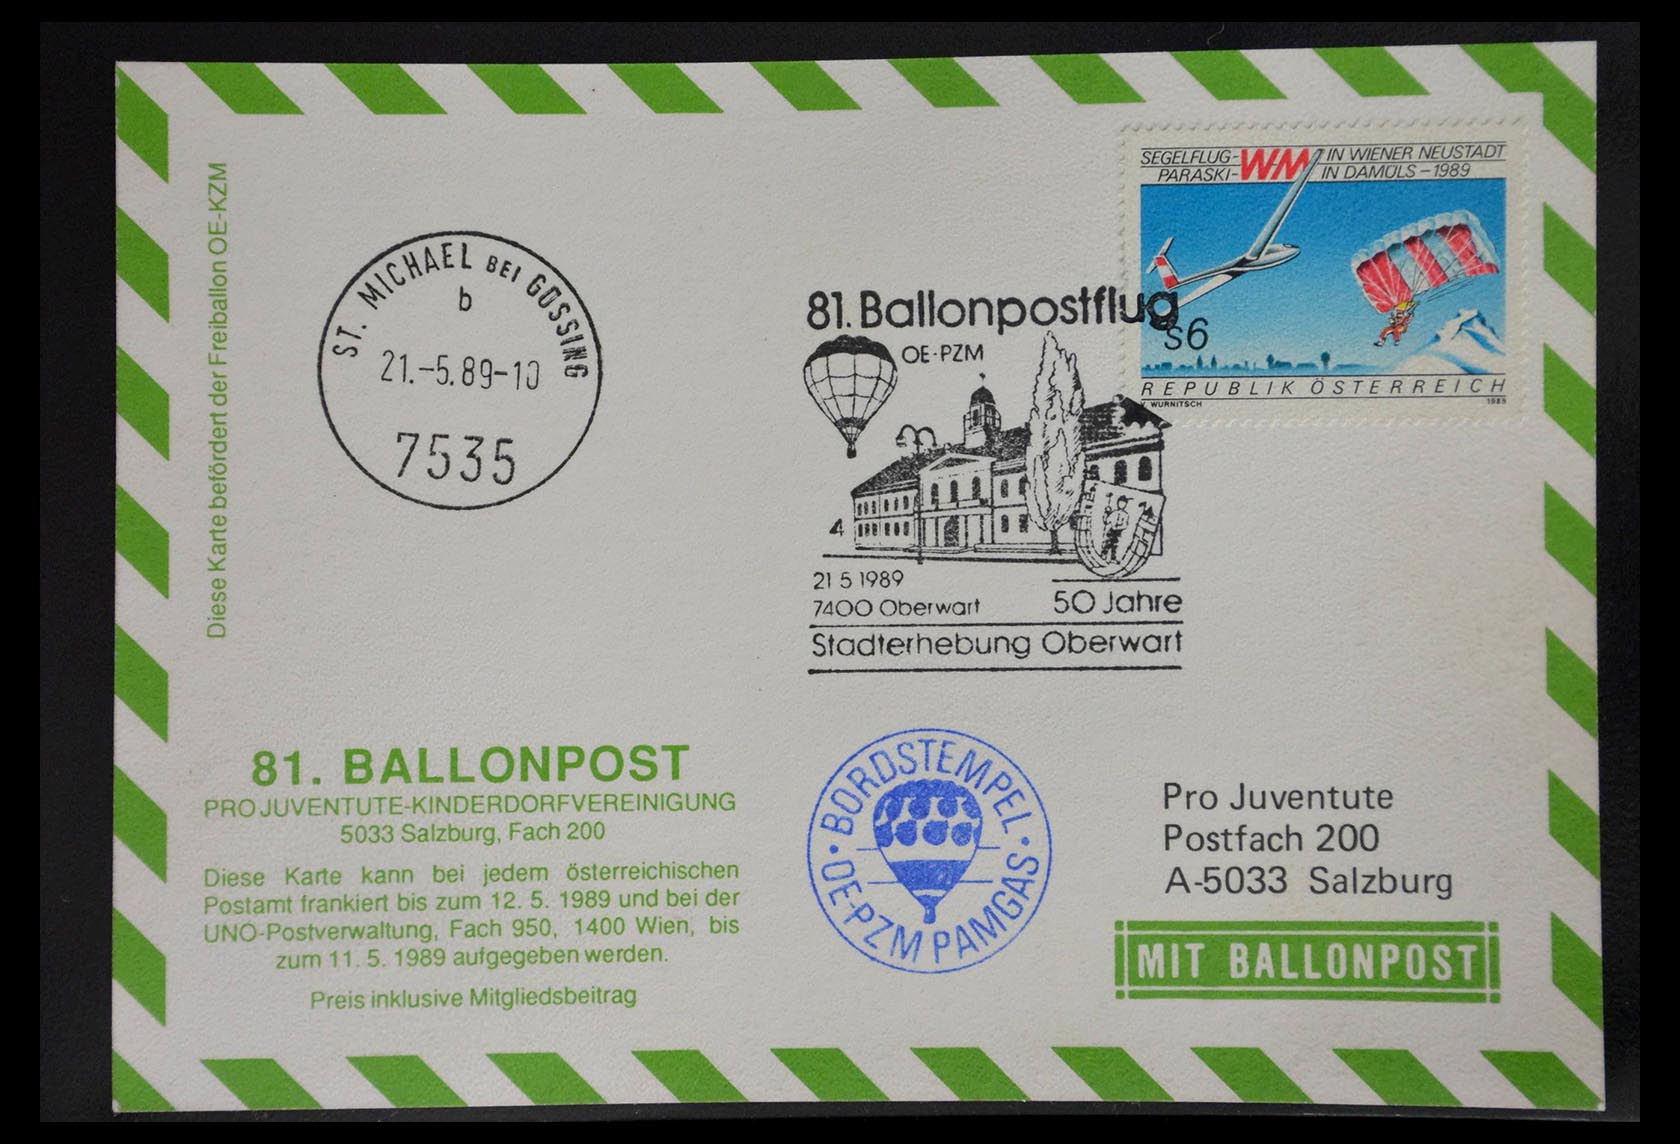 SEGELFLUG-WM IN WIENER NEUSTADT
PARASKI- IN DAMÜLS - 1989
S6
REPUBLIK ÖSTERREICH
V. WURNITSCH 1989
Diese Karte befördert der Freiballon OE-KZM
ST. MICHAEL BEI GÜSSING
b
21.-5.89-10
7535
81. Ballonpostflug
OE-PZM
4
21 5 1989
7400 Oberwart 50 Jahre
Stadterhebung Oberwart
81. BALLONPOST
PRO JUVENTUTE-KINDERDORFVEREINIGUNG
5033 Salzburg, Fach 200
Diese Karte kann bei jedem österreichischen
Postamt frankiert bis zum 12. 5. 1989 und bei der
UNO-Postverwaltung, Fach 950, 1400 Wien, bis
zum 11. 5. 1989 aufgegeben werden.
Preis inklusive Mitgliedsbeitrag
BORDSTEMPEL
OE-PZM PAMGAS
Pro Juventute
Postfach 200
A-5033 Salzburg
MIT BALLONPOST